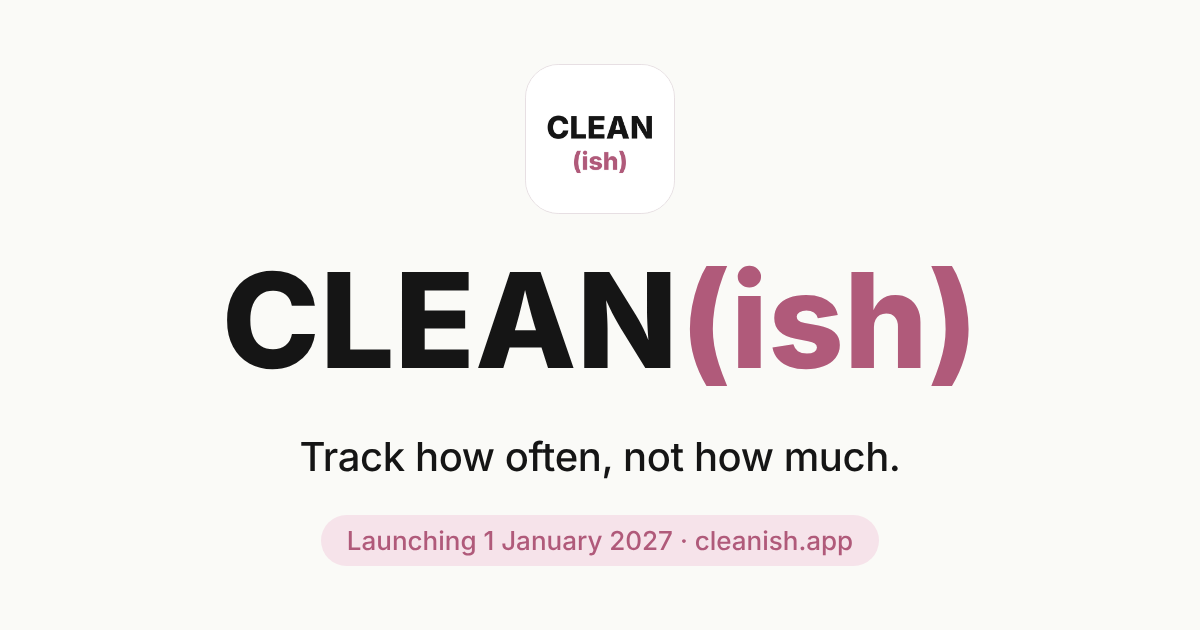 CLEAN
(ish)
CLEAN(ish)
Track how often, not how much.
Launching 1 January 2027 · cleanish.app